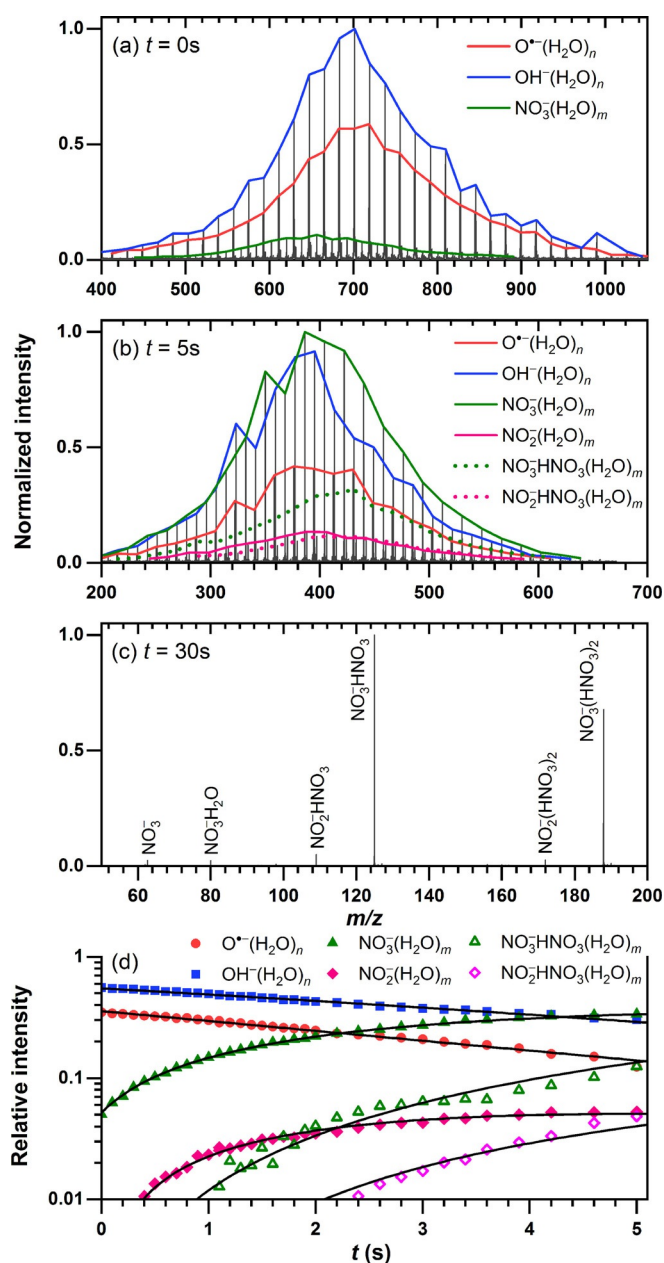 (a) t = 0s
O•−(H₂O)ₙ
OH−(H₂O)ₙ
NO₃−(H₂O)ₘ
1.0
0.5
0.0
400 500 600 700 800 900 1000
(b) t = 5s
O•−(H₂O)ₙ
OH−(H₂O)ₙ
NO₃−(H₂O)ₘ
NO₂−(H₂O)ₘ
NO₃−HNO₃(H₂O)ₘ
NO₂−HNO₃(H₂O)ₘ
1.0
0.5
0.0
200 300 400 500 600 700
Normalized intensity
(c) t = 30s
1.0
0.5
0.0
NO₃−
NO₃−H₂O
NO₂−HNO₃
NO₃−HNO₃
NO₂−(HNO₃)₂
NO₃−(HNO₃)₂
60 80 100 120 140 160 180 200
m/z
(d)
O•−(H₂O)ₙ NO₃−(H₂O)ₘ NO₃−HNO₃(H₂O)ₘ
OH−(H₂O)ₙ NO₂−(H₂O)ₘ NO₂−HNO₃(H₂O)ₘ
1
0.1
0.01
Relative intensity
0 1 2 3 4 5
t (s)